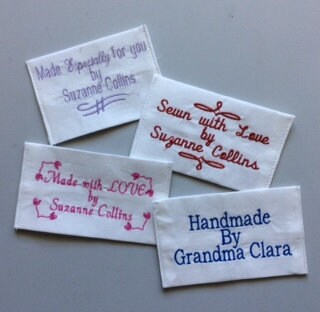 Made Especially for you
by
Suzanne Collins
Sewn with Love
by
Suzanne Collins
Made with LOVE
by
Suzanne Collins
Handmade
By
Grandma Clara